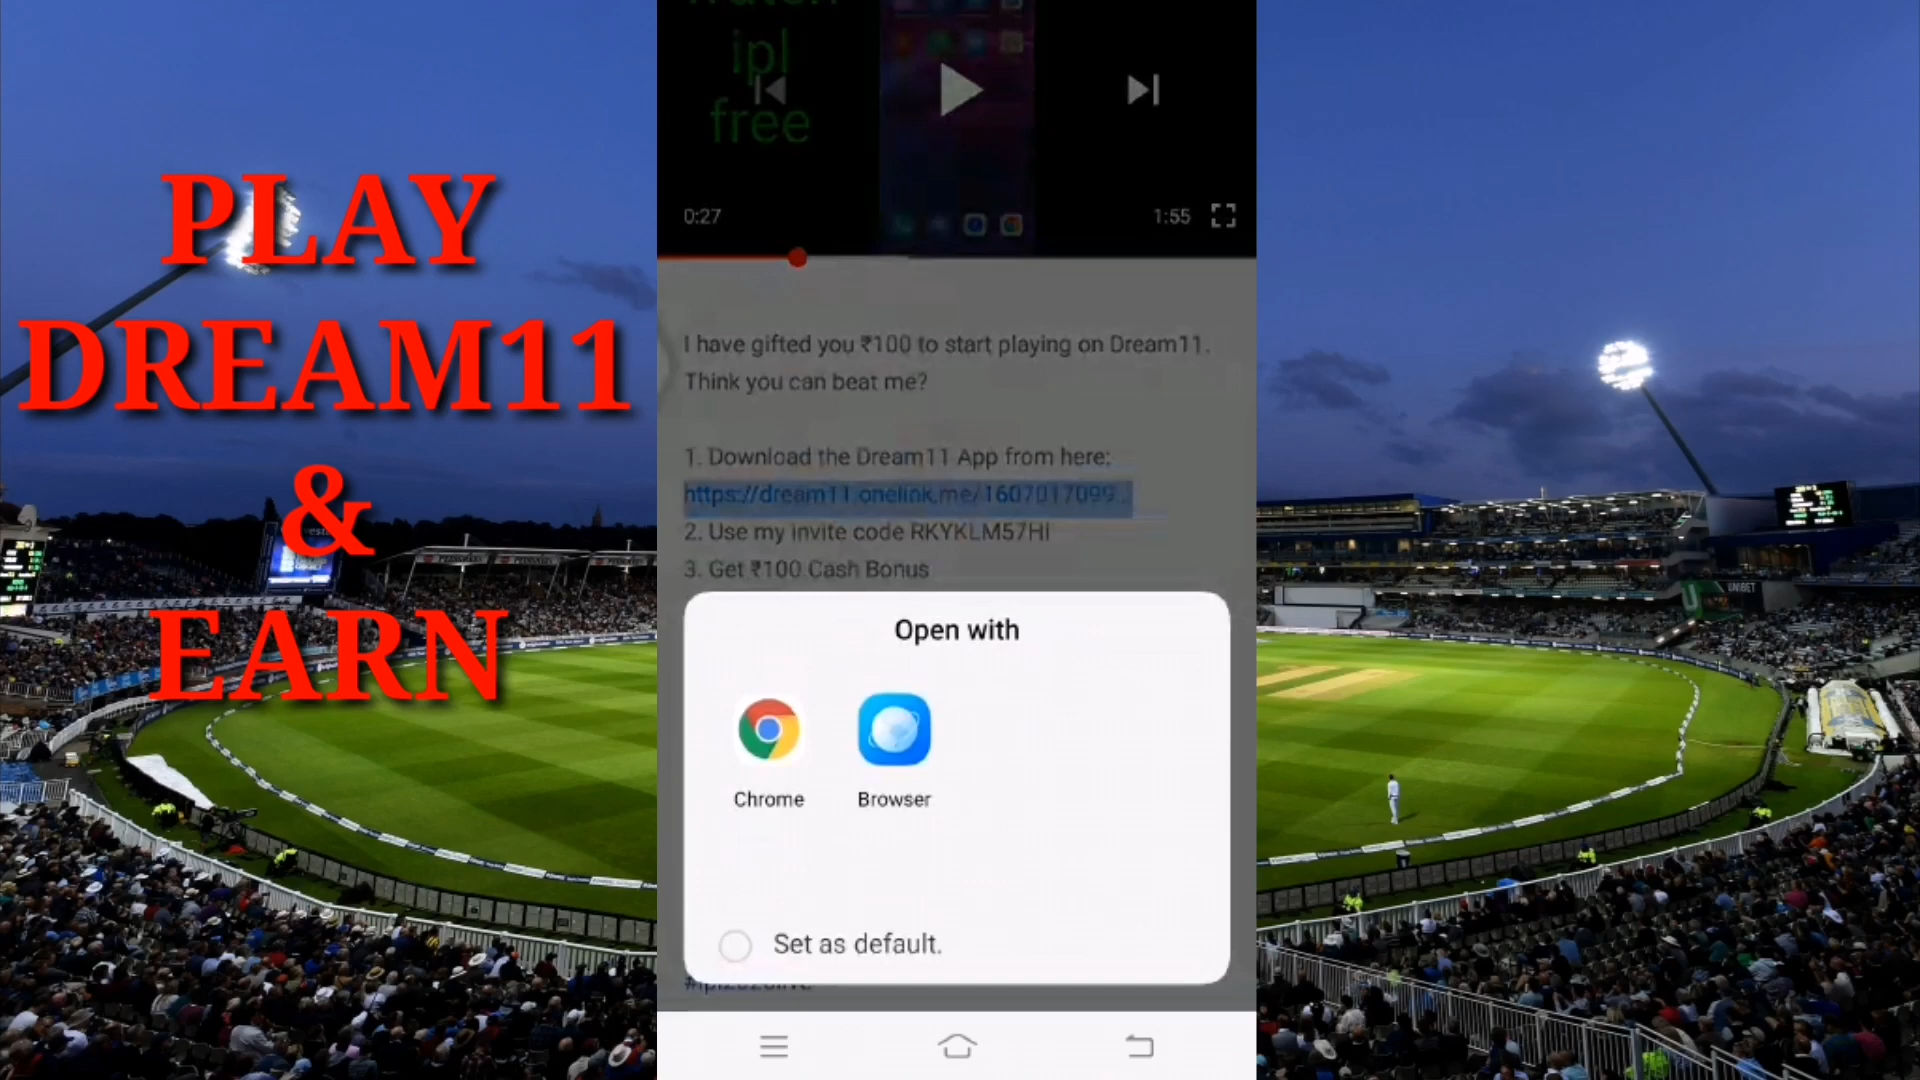 PLAY
DREAM11
&
EARN
ipl
free
0:27
1:55
I have gifted you ₹100 to start playing on Dream11.
Think you can beat me?
1. Download the Dream11 App from here:
https://dream11.onelink.me/1607017099...
2. Use my invite code RKYKLM57HI
3. Get ₹100 Cash Bonus
Open with
Chrome
Browser
Set as default.
UNIBET